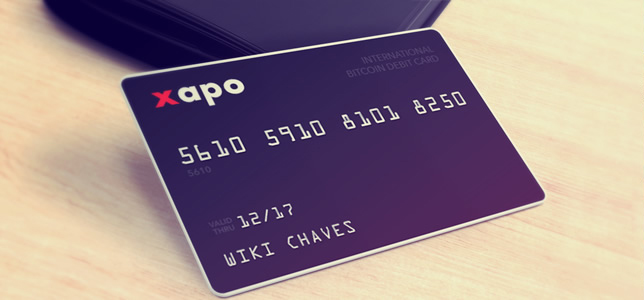 xapo
INTERNATIONAL
BITCOIN DEBIT CARD
5610 5910 8101 8250
5610
VALID
THRU
12/17
WIKI CHAVES